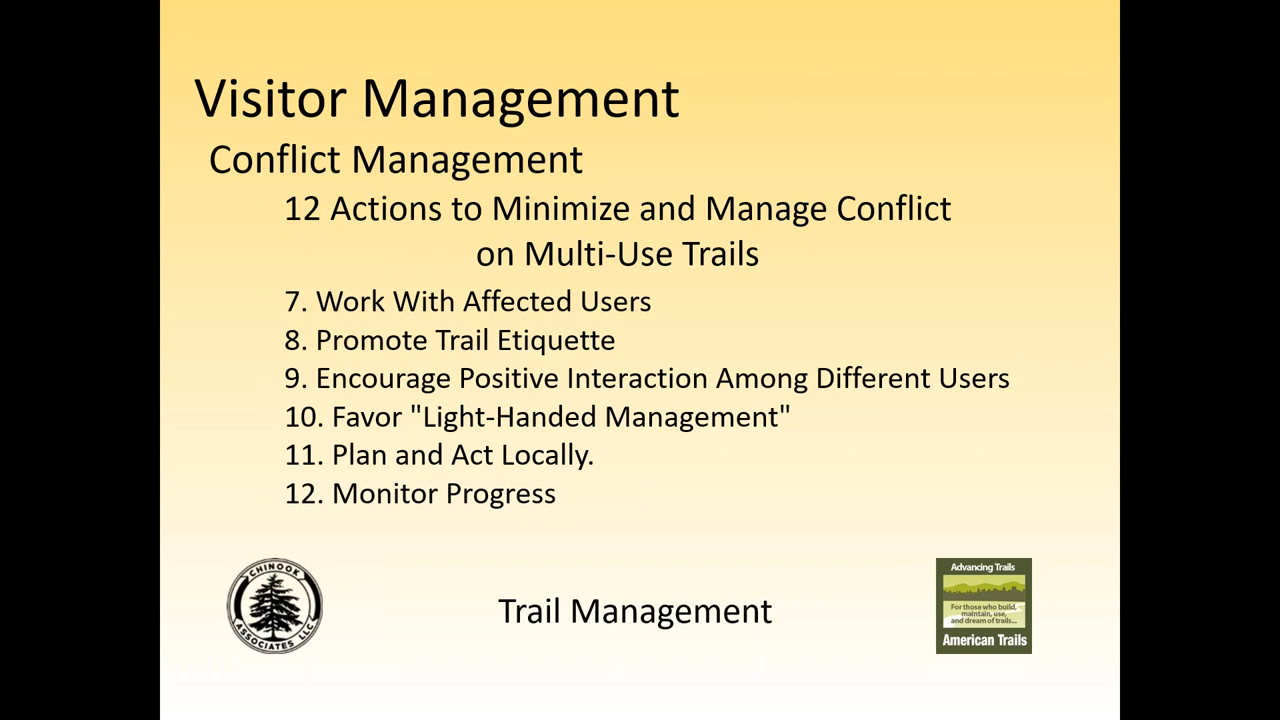 Visitor Management
Conflict Management
12 Actions to Minimize and Manage Conflict
on Multi-Use Trails
7. Work With Affected Users
8. Promote Trail Etiquette
9. Encourage Positive Interaction Among Different Users
10. Favor "Light-Handed Management"
11. Plan and Act Locally.
12. Monitor Progress
CHINOOK
ASSOCIATES LLC
Trail Management
Advancing Trails
For those who build,
maintain, use,
and dream of trails...
American Trails